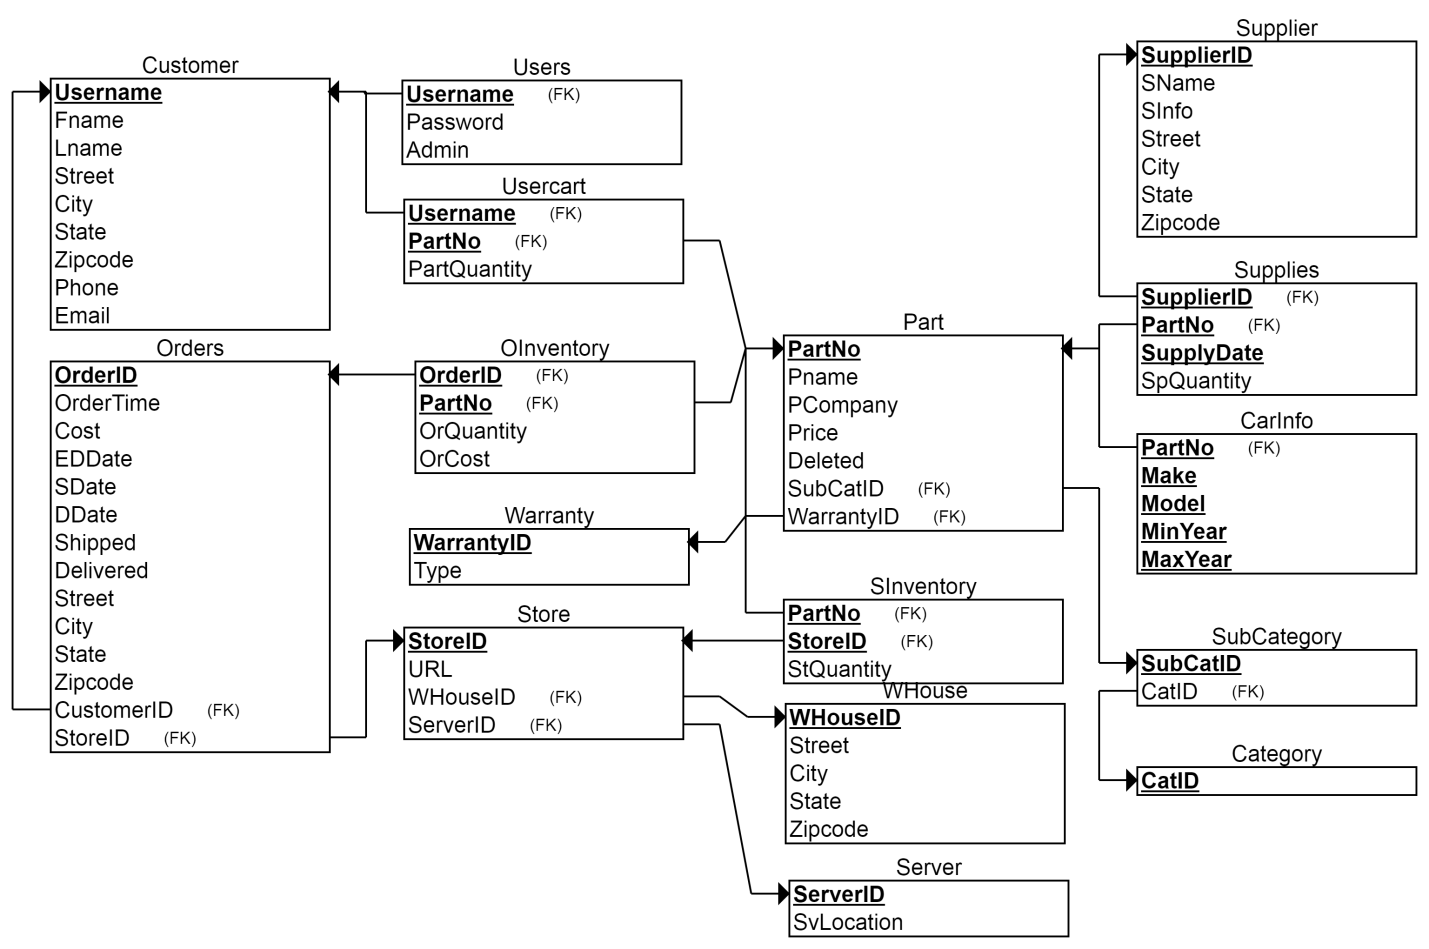 Customer
Username
Fname
Lname
Street
City
State
Zipcode
Phone
Email
Orders
OrderID
OrderTime
Cost
EDDate
SDate
DDate
Shipped
Delivered
Street
City
State
Zipcode
CustomerID (FK)
StoreID (FK)
Users
Username (FK)
Password
Admin
Usercart
Username (FK)
PartNo (FK)
PartQuantity
OInventory
OrderID (FK)
PartNo (FK)
OrQuantity
OrCost
Warranty
WarrantyID
Type
Store
StoreID
URL
WHouseID (FK)
ServerID (FK)
Part
PartNo
Pname
PCompany
Price
Deleted
SubCatID (FK)
WarrantyID (FK)
SInventory
PartNo (FK)
StoreID (FK)
StQuantity
WHouse
WHouseID
Street
City
State
Zipcode
Server
ServerID
SvLocation
Supplier
SupplierID
SName
SInfo
Street
City
State
Zipcode
Supplies
SupplierID (FK)
PartNo (FK)
SupplyDate
SpQuantity
CarInfo
PartNo (FK)
Make
Model
MinYear
MaxYear
SubCategory
SubCatID
CatID (FK)
Category
CatID